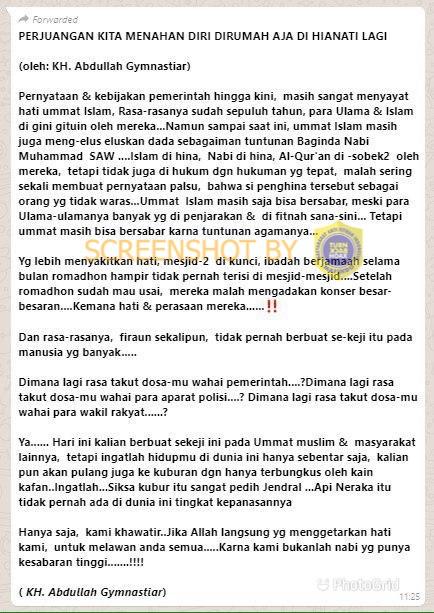 Forwarded
PERJUANGAN KITA MENAHAN DIRI DIRUMAH AJA DI HIANATI LAGI
(oleh: KH. Abdullah Gymnastiar)
Pernyataan & kebijakan pemerintah hingga kini, masih sangat menyayat
hati ummat Islam, Rasa-rasanya sudah sepuluh tahun, para Ulama & Islam
di gini gituin oleh mereka...Namun sampai saat ini, ummat Islam masih
juga meng-elus eluskan dada sebagaiman tuntunan Baginda Nabi
Muhammad SAW ....Islam di hina, Nabi di hina, Al-Qur'an di -sobek2 oleh
mereka, tetapi tidak juga di hukum dgn hukuman yg tepat, malah sering
sekali membuat pernyataan palsu, bahwa si penghina tersebut sebagai
orang yg tidak waras...Ummat Islam masih saja bisa bersabar, meski para
Ulama-ulamanya banyak yg di penjarakan & di fitnah sana-sini... Tetapi
ummat masih bisa bersabar karna tuntunan agamanya...
SCREENSHOT BY
TURN BACK HOAX
Yg lebih menyakitkan hati, mesjid-2 di kunci, ibadah berjamaah selama
bulan romadhon hampir tidak pernah terisi di mesjid-mesjid....Setelah
romadhon sudah mau usai, mereka malah mengadakan konser besar-
besaran....Kemana hati & perasaan mereka......‼️
Dan rasa-rasanya, firaun sekalipun, tidak pernah berbuat se-keji itu pada
manusia yg banyak.....
Dimana lagi rasa takut dosa-mu wahai pemerintah....?Dimana lagi rasa
takut dosa-mu wahai para aparat polisi....? Dimana lagi rasa takut dosa-mu
wahai para wakil rakyat......?
Ya...... Hari ini kalian berbuat sekeji ini pada Ummat muslim & masyarakat
lainnya, tetapi ingatlah hidupmu di dunia ini hanya sebentar saja, kalian
pun akan pulang juga ke kuburan dgn hanya terbungkus oleh kain
kafan..Ingatlah...Siksa kubur itu sangat pedih Jendral ...Api Neraka itu
tidak pernah ada di dunia ini tingkat kepanasannya
Hanya saja, kami khawatir..Jika Allah langsung yg menggetarkan hati
kami, untuk melawan anda semua.....Karna kami bukanlah nabi yg punya
kesabaran tinggi.......!!!!
( KH. Abdullah Gymnastiar)
PhotoGrid
11:25